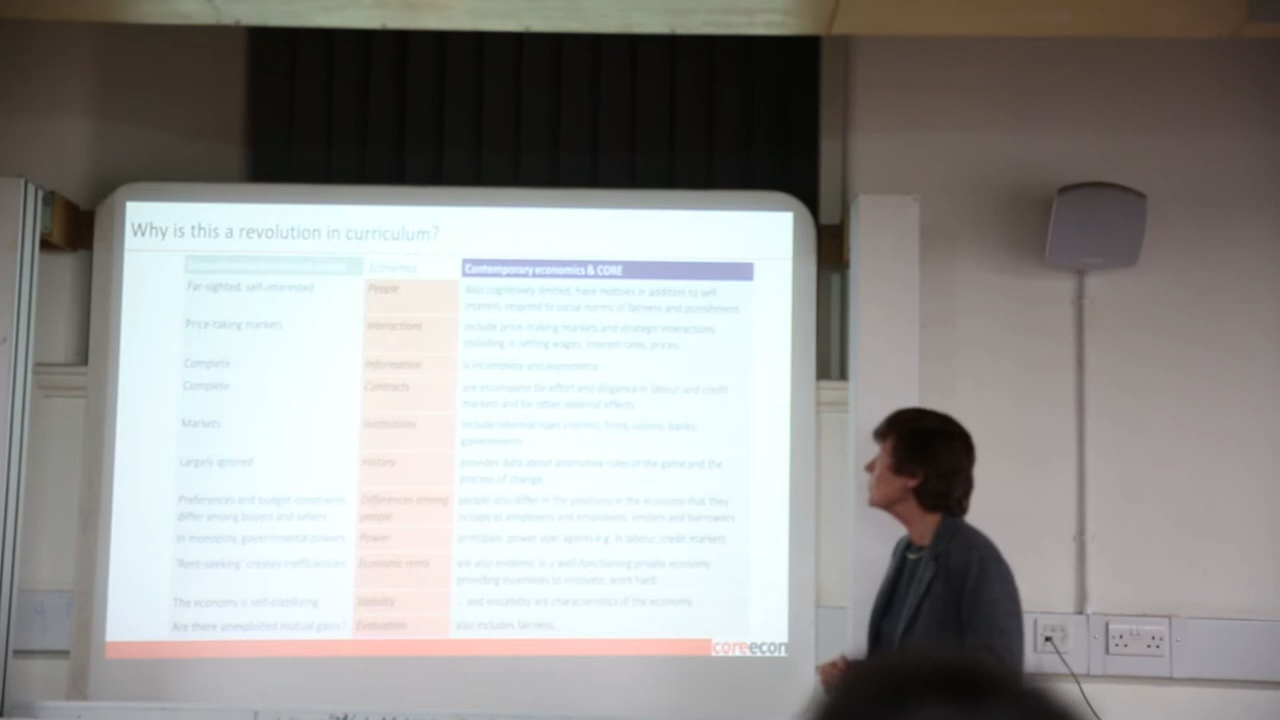 Why is this a revolution in curriculum?
Economics
Contemporary economics & CORE
Far-sighted, self-interested
People
Also cognitively limited, have motives in addition to self-
interest, respond to social norms of fairness and punishment
Price-taking markets
Interactions
include price-making markets and strategic interactions
including in setting wages, interest rates, prices.
Complete
Information
is incomplete and asymmetric
Complete
Contracts
are incomplete for effort and diligence in labour and credit
markets and for other external effects
Markets
Institutions
include informal rules (norms), firms, unions, banks,
governments
Largely ignored
History
provides data about alternative rules of the game and the
process of change
Preferences and budget constraints
differ among buyers and sellers
Differences among
people
people also differ in the positions in the economy that they
occupy as employers and employees, lenders and borrowers
In monopoly, governmental powers
Power
principals' power over agents e.g. in labour, credit markets
'Rent-seeking' creates inefficiencies
Economic rents
are also endemic in a well-functioning private economy
providing incentives to innovate, work hard
The economy is self-stabilizing
Stability
... and instability are characteristics of the economy
Are there unexploited mutual gains?
Evaluation
also includes fairness.
coreecon